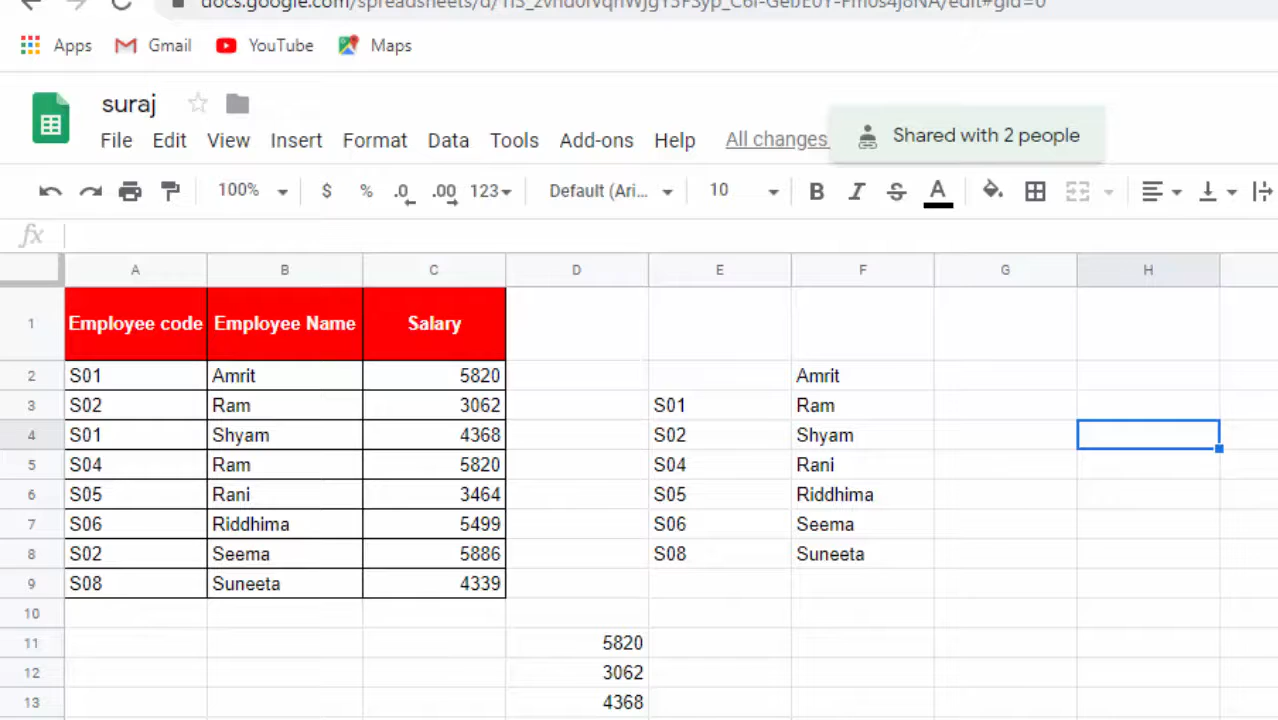 Apps Gmail YouTube Maps
suraj
Shared with 2 people
File Edit View Insert Format Data Tools Add-ons Help All changes
100% $ % .0 .00 123 Default (Ari... 10 B I S A
fx
A B C D E F G H
1 Employee code Employee Name Salary
2 S01 Amrit 5820 Amrit
3 S02 Ram 3062 S01 Ram
4 S01 Shyam 4368 S02 Shyam
5 S04 Ram 5820 S04 Rani
6 S05 Rani 3464 S05 Riddhima
7 S06 Riddhima 5499 S06 Seema
8 S02 Seema 5886 S08 Suneeta
9 S08 Suneeta 4339
10
11 5820
12 3062
13 4368